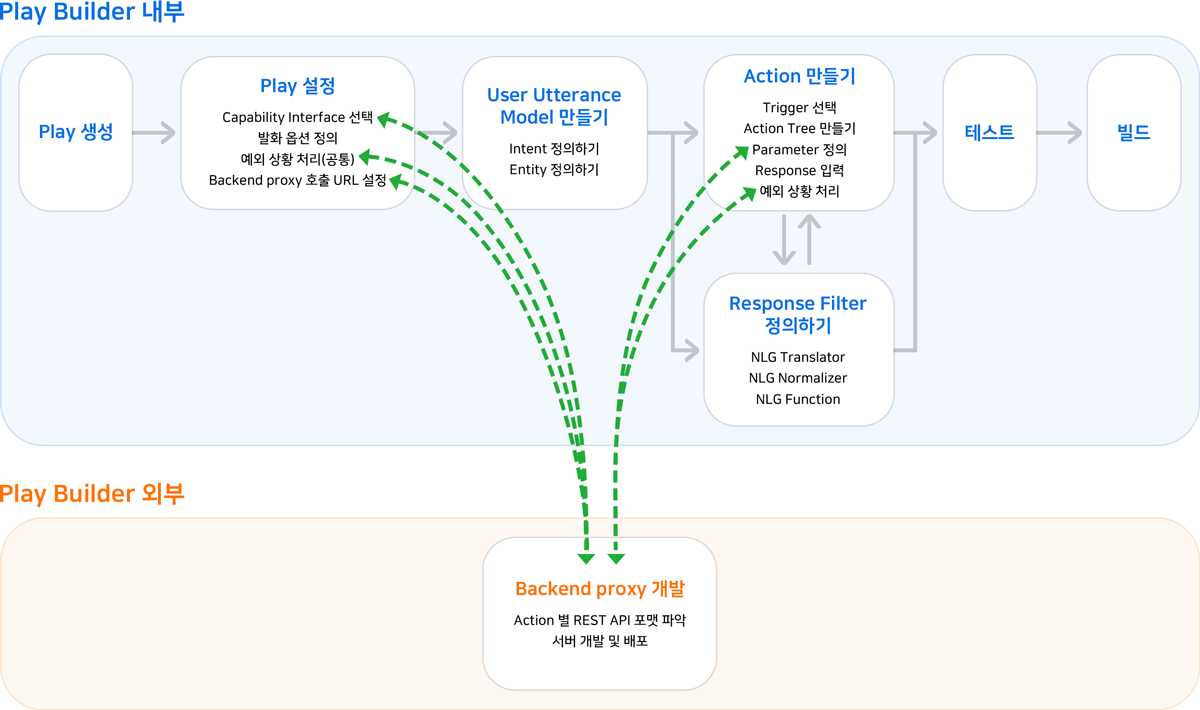 Play Builder 내부
Play 생성
Play 설정
Capability Interface 선택
발화 옵션 정의
예외 상황 처리(공통)
Backend proxy 호출 URL 설정
User Utterance
Model 만들기
Intent 정의하기
Entity 정의하기
Action 만들기
Trigger 선택
Action Tree 만들기
Parameter 정의
Response 입력
예외 상황 처리
Response Filter
정의하기
NLG Translator
NLG Normalizer
NLG Function
테스트
빌드
Play Builder 외부
Backend proxy 개발
Action 별 REST API 포맷 파악
서버 개발 및 배포